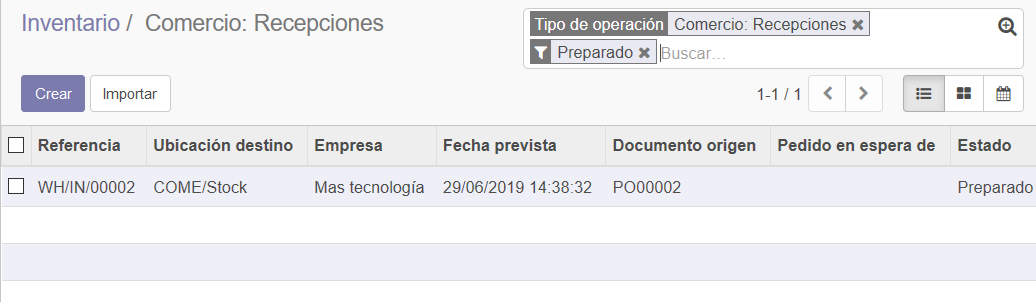 Inventario / Comercio: Recepciones
Tipo de operación Comercio: Recepciones
Preparado Buscar...
Crear Importar 1-1 / 1
Referencia Ubicación destino Empresa Fecha prevista Documento origen Pedido en espera de Estado
WH/IN/00002 COME/Stock Mas tecnología 29/06/2019 14:38:32 PO00002 Preparado